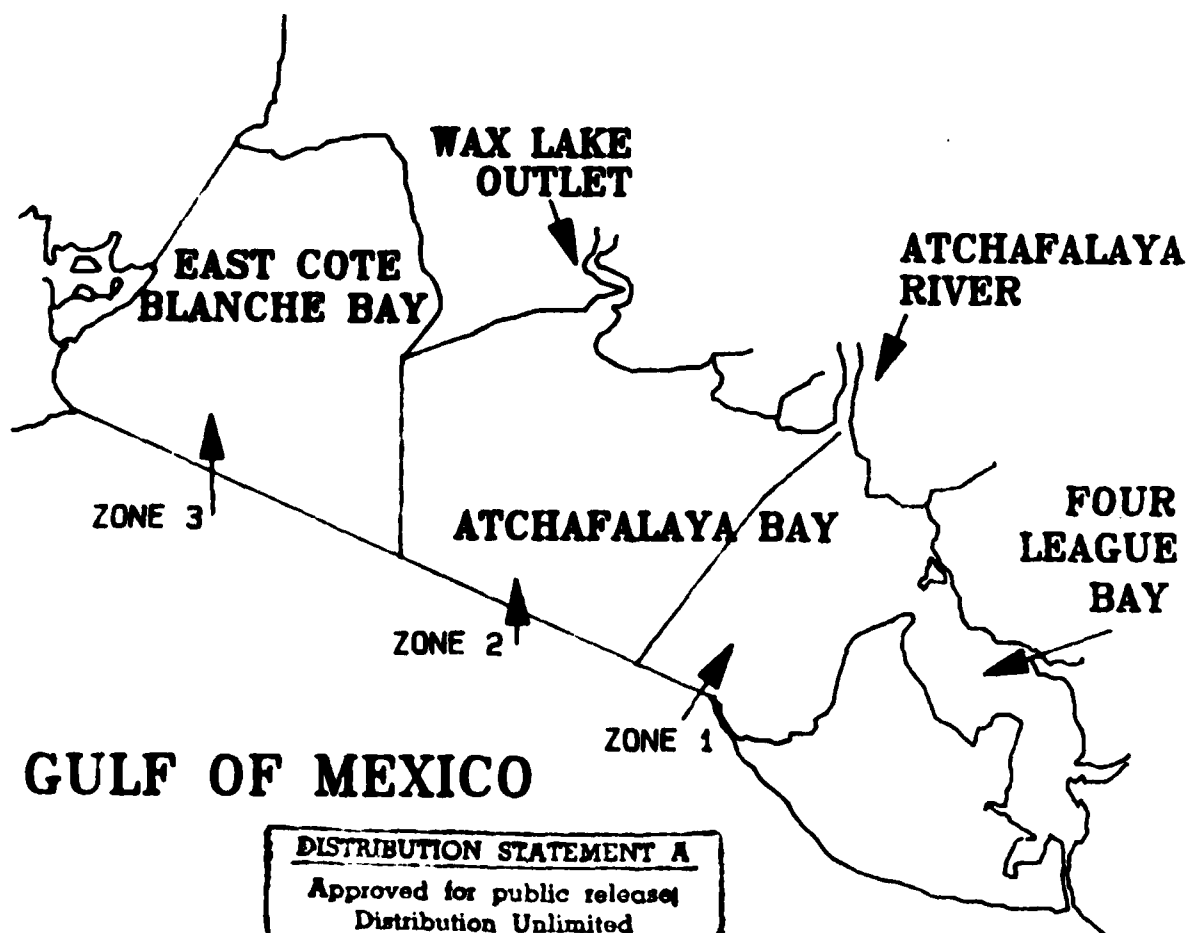 WAX LAKE
OUTLET
ATCHAFALAYA
RIVER
EAST COTE
BLANCHE BAY
FOUR
LEAGUE
BAY
ZONE 3
ATCHAFALAYA BAY
ZONE 2
ZONE 1
GULF OF MEXICO
DISTRIBUTION STATEMENT A
Approved for public release;
Distribution Unlimited